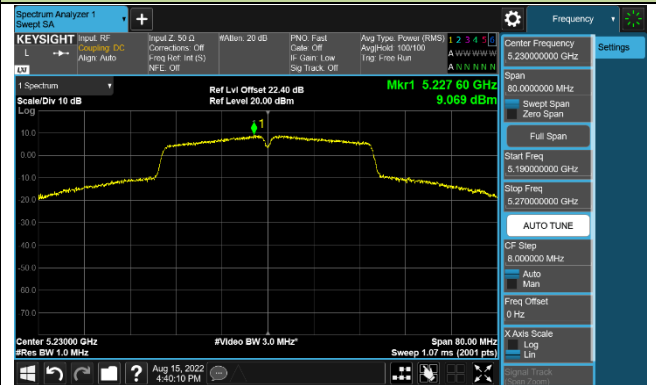 Spectrum Analyzer 1
Swept SA
Frequency
KEYSIGHT Input: RF Input Z: 50 Ω #Atten: 20 dB PNO: Fast Avg Type: Power (RMS) 1 2 3 4 5 6
L Coupling: DC Corrections: Off Gate: Off Avg|Hold: 100/100 A W W W W W
Align: Auto Freq Ref: Int (S) IF Gain: Low Trig: Free Run
NFE: Off Sig Track: Off A N N N N N
1 Spectrum
Ref Lvl Offset 22.40 dB Mkr1 5.227 60 GHz
Scale/Div 10 dB Ref Level 20.00 dBm 9.069 dBm
Log
1
10.0
0.00
-10.0
-20.0
-30.0
-40.0
-50.0
-60.0
-70.0
Center 5.23000 GHz #Video BW 3.0 MHz* Span 80.00 MHz
#Res BW 1.0 MHz Sweep 1.07 ms (2001 pts)
Aug 15, 2022
4:40:10 PM
Settings
Center Frequency
5.230000000 GHz
Span
80.0000000 MHz
Swept Span
Zero Span
Full Span
Start Freq
5.190000000 GHz
Stop Freq
5.270000000 GHz
AUTO TUNE
CF Step
8.000000 MHz
Auto
Man
Freq Offset
0 Hz
X Axis Scale
Log
Lin
Signal Track
(Span Zoom)